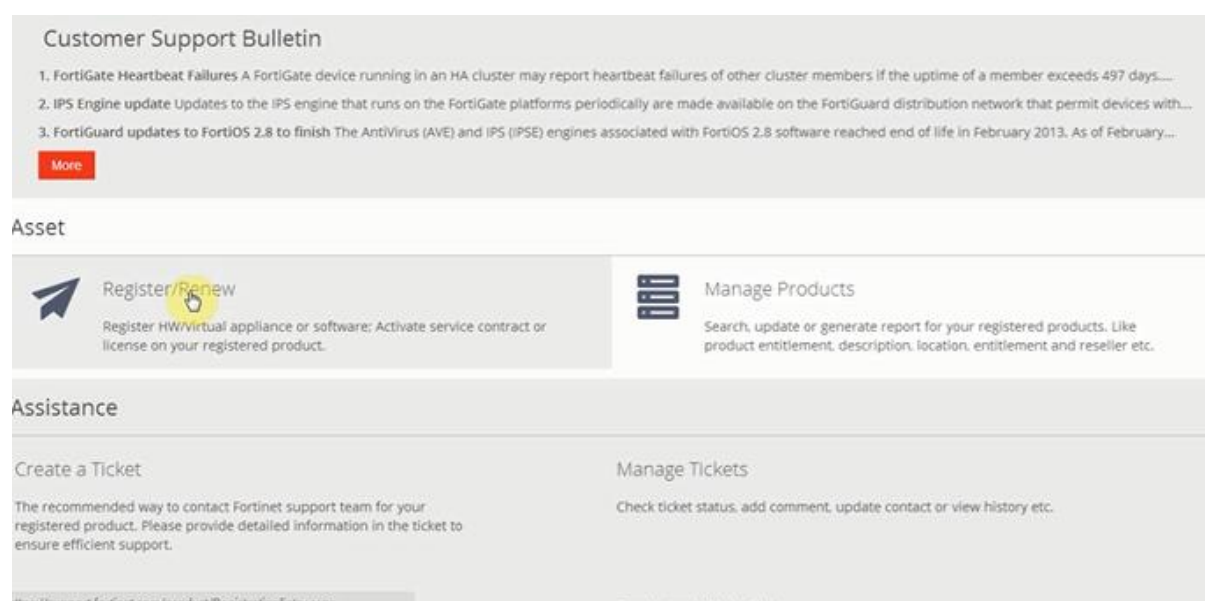 Customer Support Bulletin
1. FortiGate Heartbeat Failures A FortiGate device running in an HA cluster may report heartbeat failures of other cluster members if the uptime of a member exceeds 497 days....
2. IPS Engine update Updates to the IPS engine that runs on the FortiGate platforms periodically are made available on the FortiGuard distribution network that permit devices with...
3. FortiGuard updates to FortiOS 2.8 to finish The AntiVirus (AVE) and IPS (IPSE) engines associated with FortiOS 2.8 software reached end of life in February 2013. As of February...
More
Asset
Register/Renew
Register HW/Virtual appliance or software; Activate service contract or
license on your registered product.
Manage Products
Search, update or generate report for your registered products. Like
product entitlement, description, location, entitlement and reseller etc.
Assistance
Create a Ticket
The recommended way to contact Fortinet support team for your
registered product. Please provide detailed information in the ticket to
ensure efficient support.
Manage Tickets
Check ticket status, add comment, update contact or view history etc.